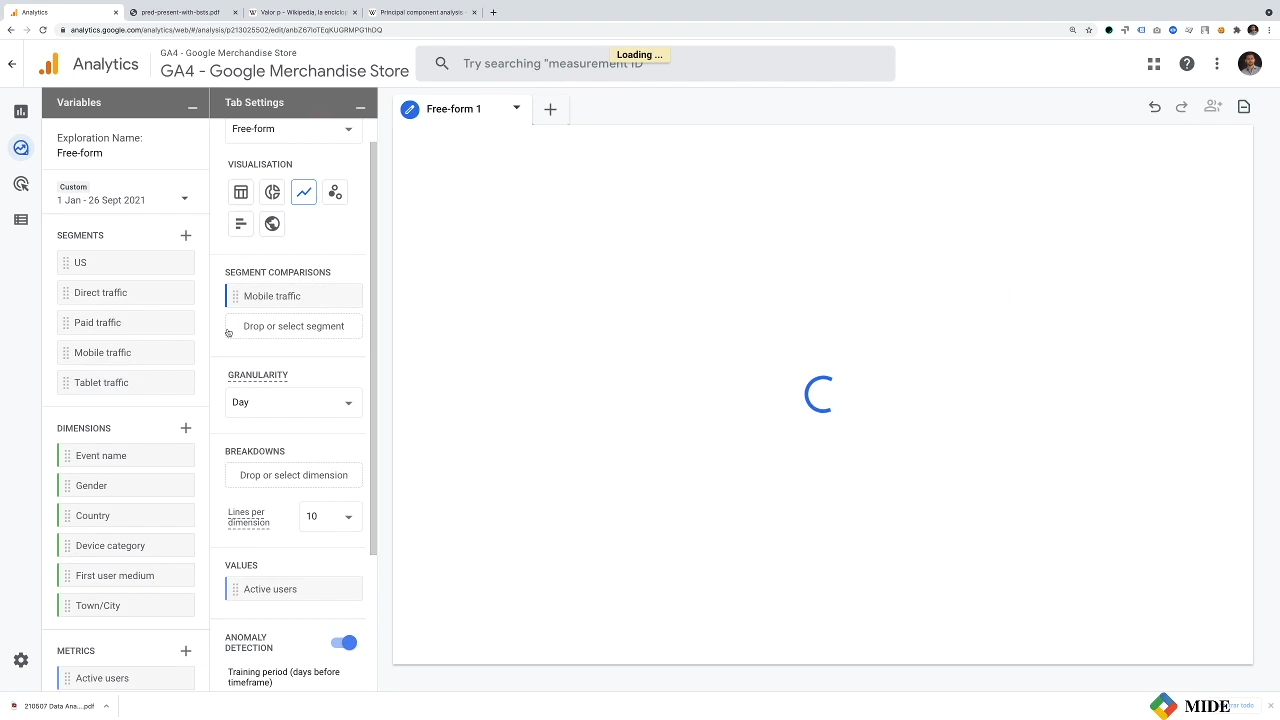 Analytics
pred-present-with-bsts.pdf
Valor p – Wikipedia, la enciclop
Principal component analysis
analytics.google.com/analytics/web/#/analysis/p213025502/edit/anbZ67loTEqKUGRMPG1hDQ
Analytics
GA4 - Google Merchandise Store
GA4 - Google Merchandise Store
Try searching "measurement ID"
Loading ...
Variables
Exploration Name:
Free-form
Custom
1 Jan - 26 Sept 2021
SEGMENTS
US
Direct traffic
Paid traffic
Mobile traffic
Tablet traffic
DIMENSIONS
Event name
Gender
Country
Device category
First user medium
Town/City
METRICS
Active users
Tab Settings
Free-form
VISUALISATION
SEGMENT COMPARISONS
Mobile traffic
Drop or select segment
GRANULARITY
Day
BREAKDOWNS
Drop or select dimension
Lines per
dimension
10
VALUES
Active users
ANOMALY
DETECTION
Training period (days before
timeframe)
Free-form 1
210507 Data Ana....pdf
MIDE